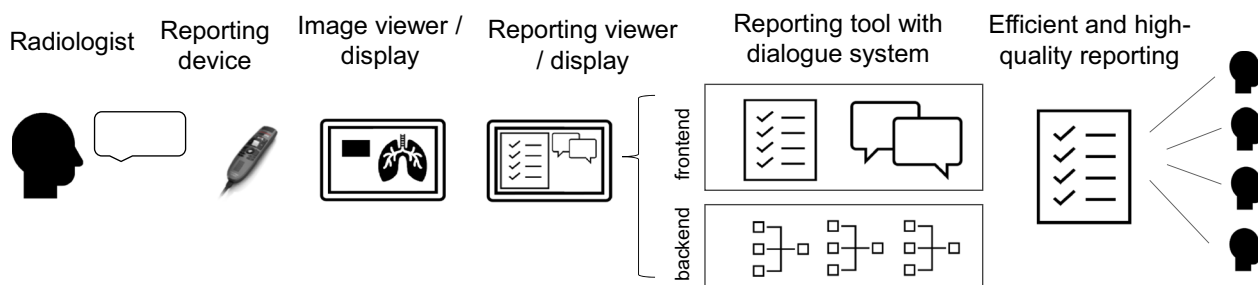 Radiologist
Reporting
device
Image viewer /
display
Reporting viewer
/ display
Reporting tool with
dialogue system
Efficient and high-
quality reporting
frontend
backend